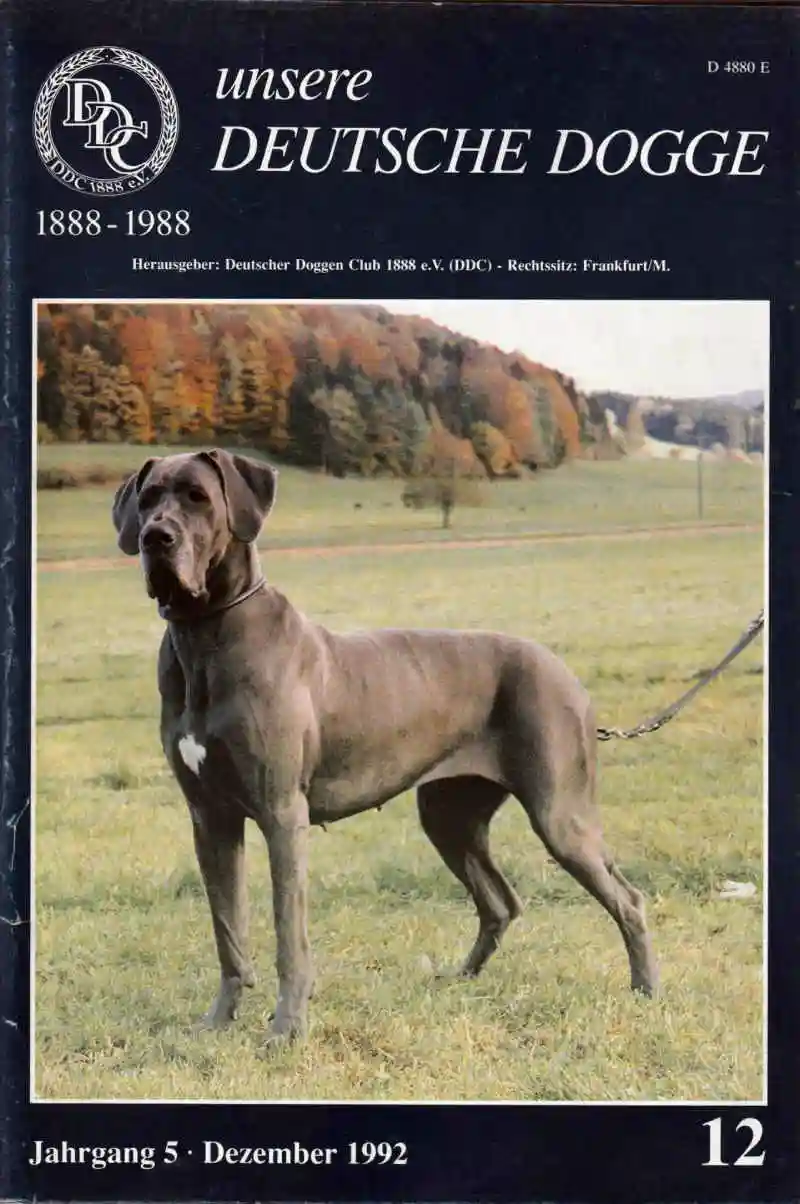 DDC
DDC 1888 e.V.
unsere
D 4880 E
DEUTSCHE DOGGE
1888-1988
Herausgeber: Deutscher Doggen Club 1888 e.V. (DDC) - Rechtssitz: Frankfurt/M.
Jahrgang 5 · Dezember 1992
12